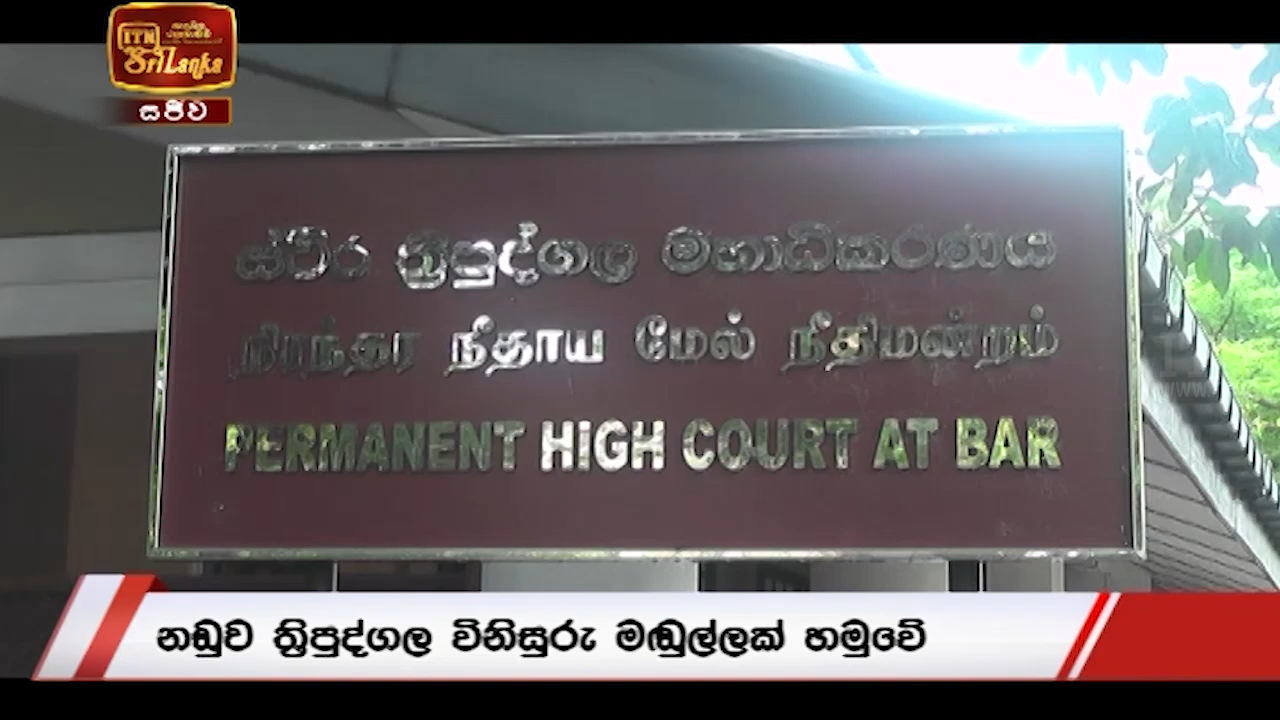 ITN
SriLanka
සජීව
ස්ථිර ත්‍රිපුද්ගල මහාධිකරණය
நிரந்தர நீதாய மேல் நீதிமன்றம்
PERMANENT HiGH COURT AT BAR
නඩුව ත්‍රිපුද්ගල විනිසුරු මඩුල්ලක් හමුවේ